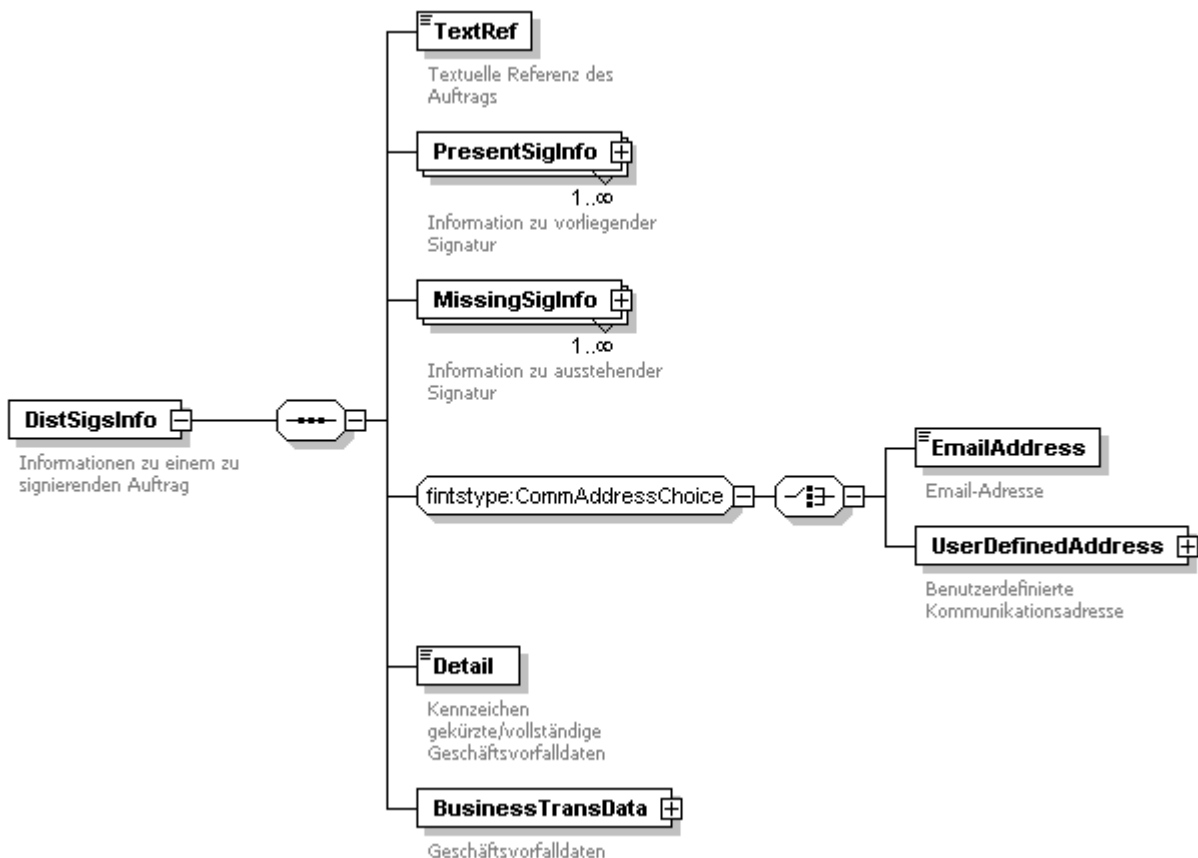 TextRef
Textuelle Referenz des
Auftrags
PresentSigInfo
1..∞
Information zu vorliegender
Signatur
MissingSigInfo
1..∞
Information zu ausstehender
Signatur
DistSigsInfo
Informationen zu einem zu
signierenden Auftrag
fintstype:CommAddressChoice
EmailAddress
Email-Adresse
UserDefinedAddress
Benutzerdefinierte
Kommunikationsadresse
Detail
Kennzeichen
gekürzte/vollständige
Geschäftsvorfalldaten
BusinessTransData
Geschäftsvorfalldaten